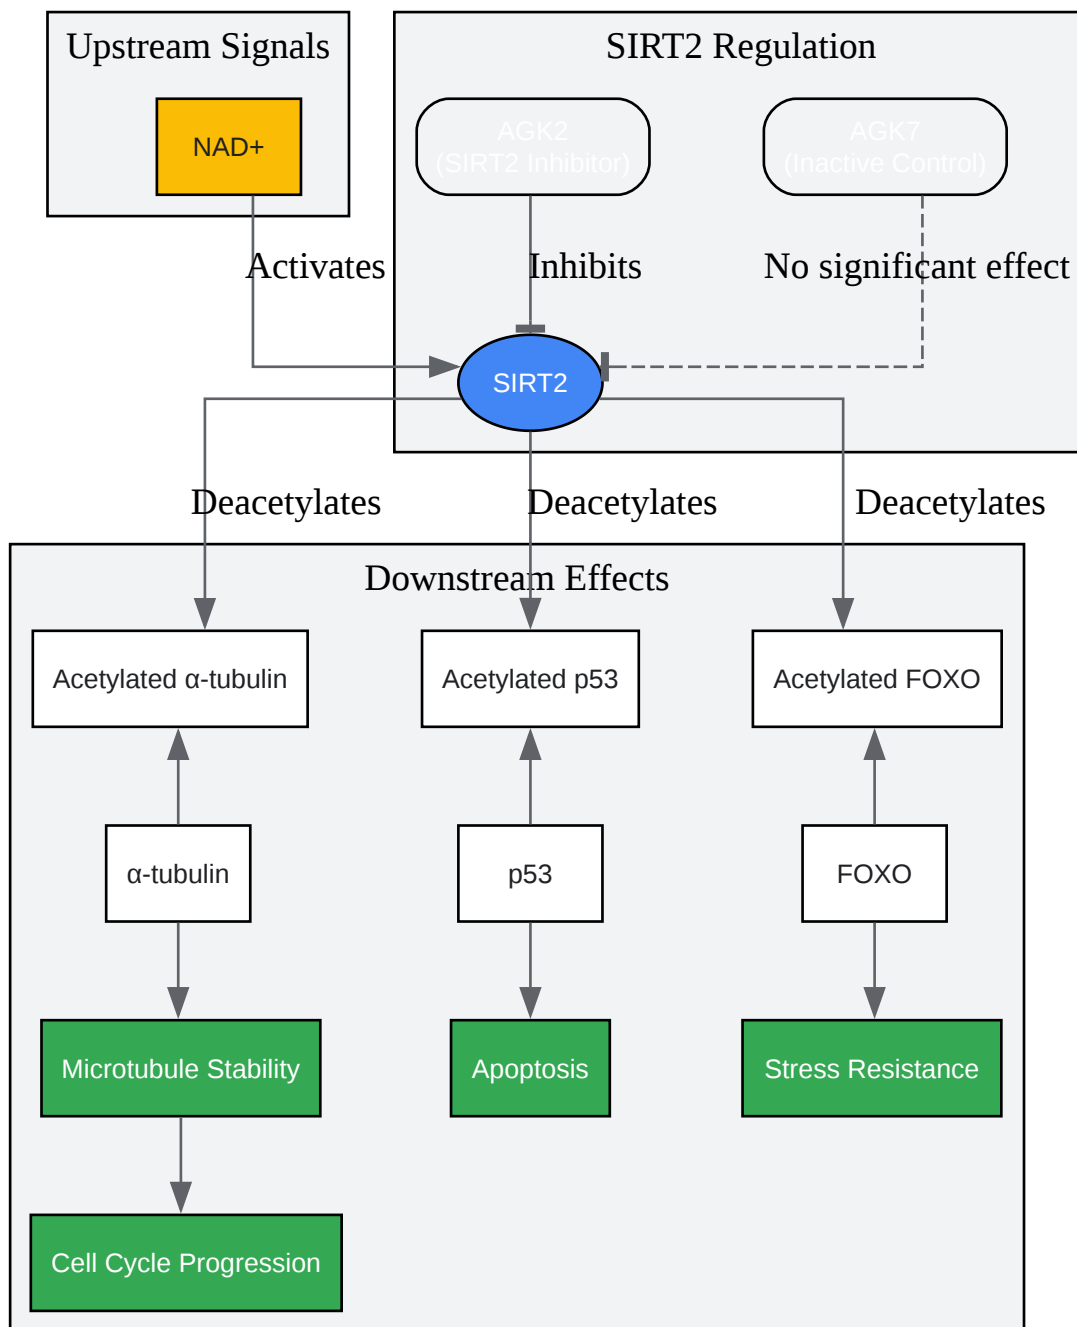 Upstream Signals
SIRT2 Regulation
NAD+
AGK2
(SIRT2 Inhibitor)
AGK7
(Inactive Control)
Activates
Inhibits
No significant effect
SIRT2
Deacetylates
Deacetylates
Deacetylates
Downstream Effects
Acetylated α-tubulin
Acetylated p53
Acetylated FOXO
α-tubulin
p53
FOXO
Microtubule Stability
Apoptosis
Stress Resistance
Cell Cycle Progression